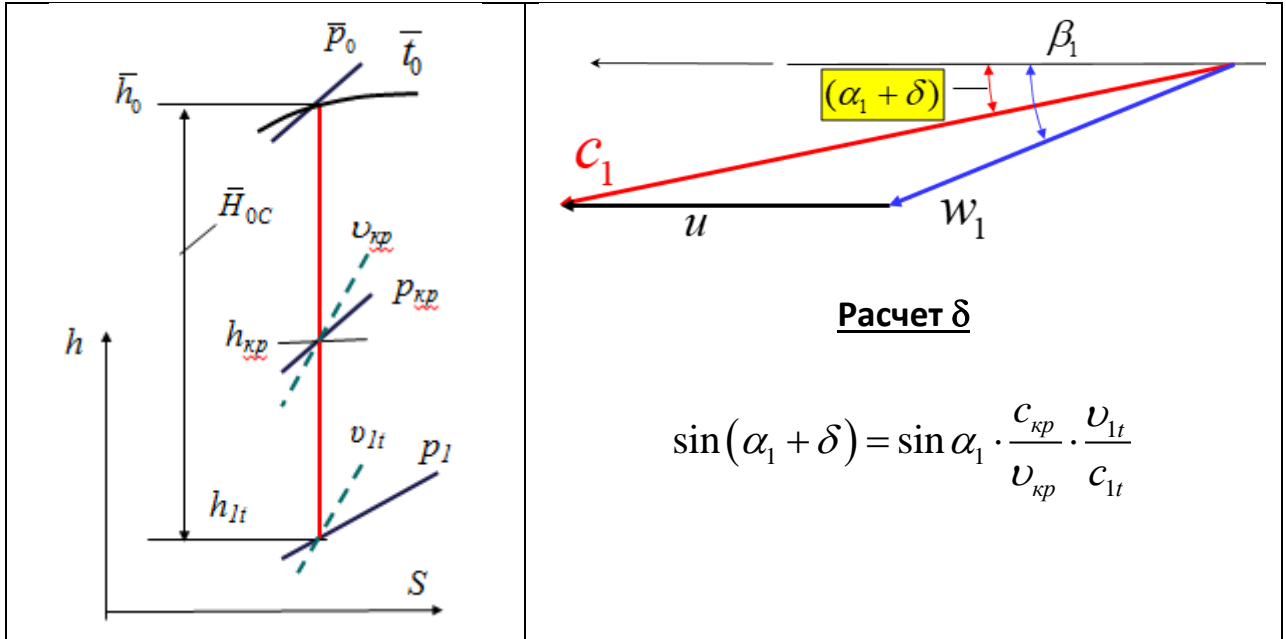 p̅₀
t̅₀
h̅₀
H̅₀C
υкр
pкр
hкр
h
υ1t
p1
h1t
S
β₁
(α₁ + δ)
c₁
u
w₁
Расчет δ
sin(α₁ + δ) = sin α₁ · cкр/υкр · υ1t/c1t